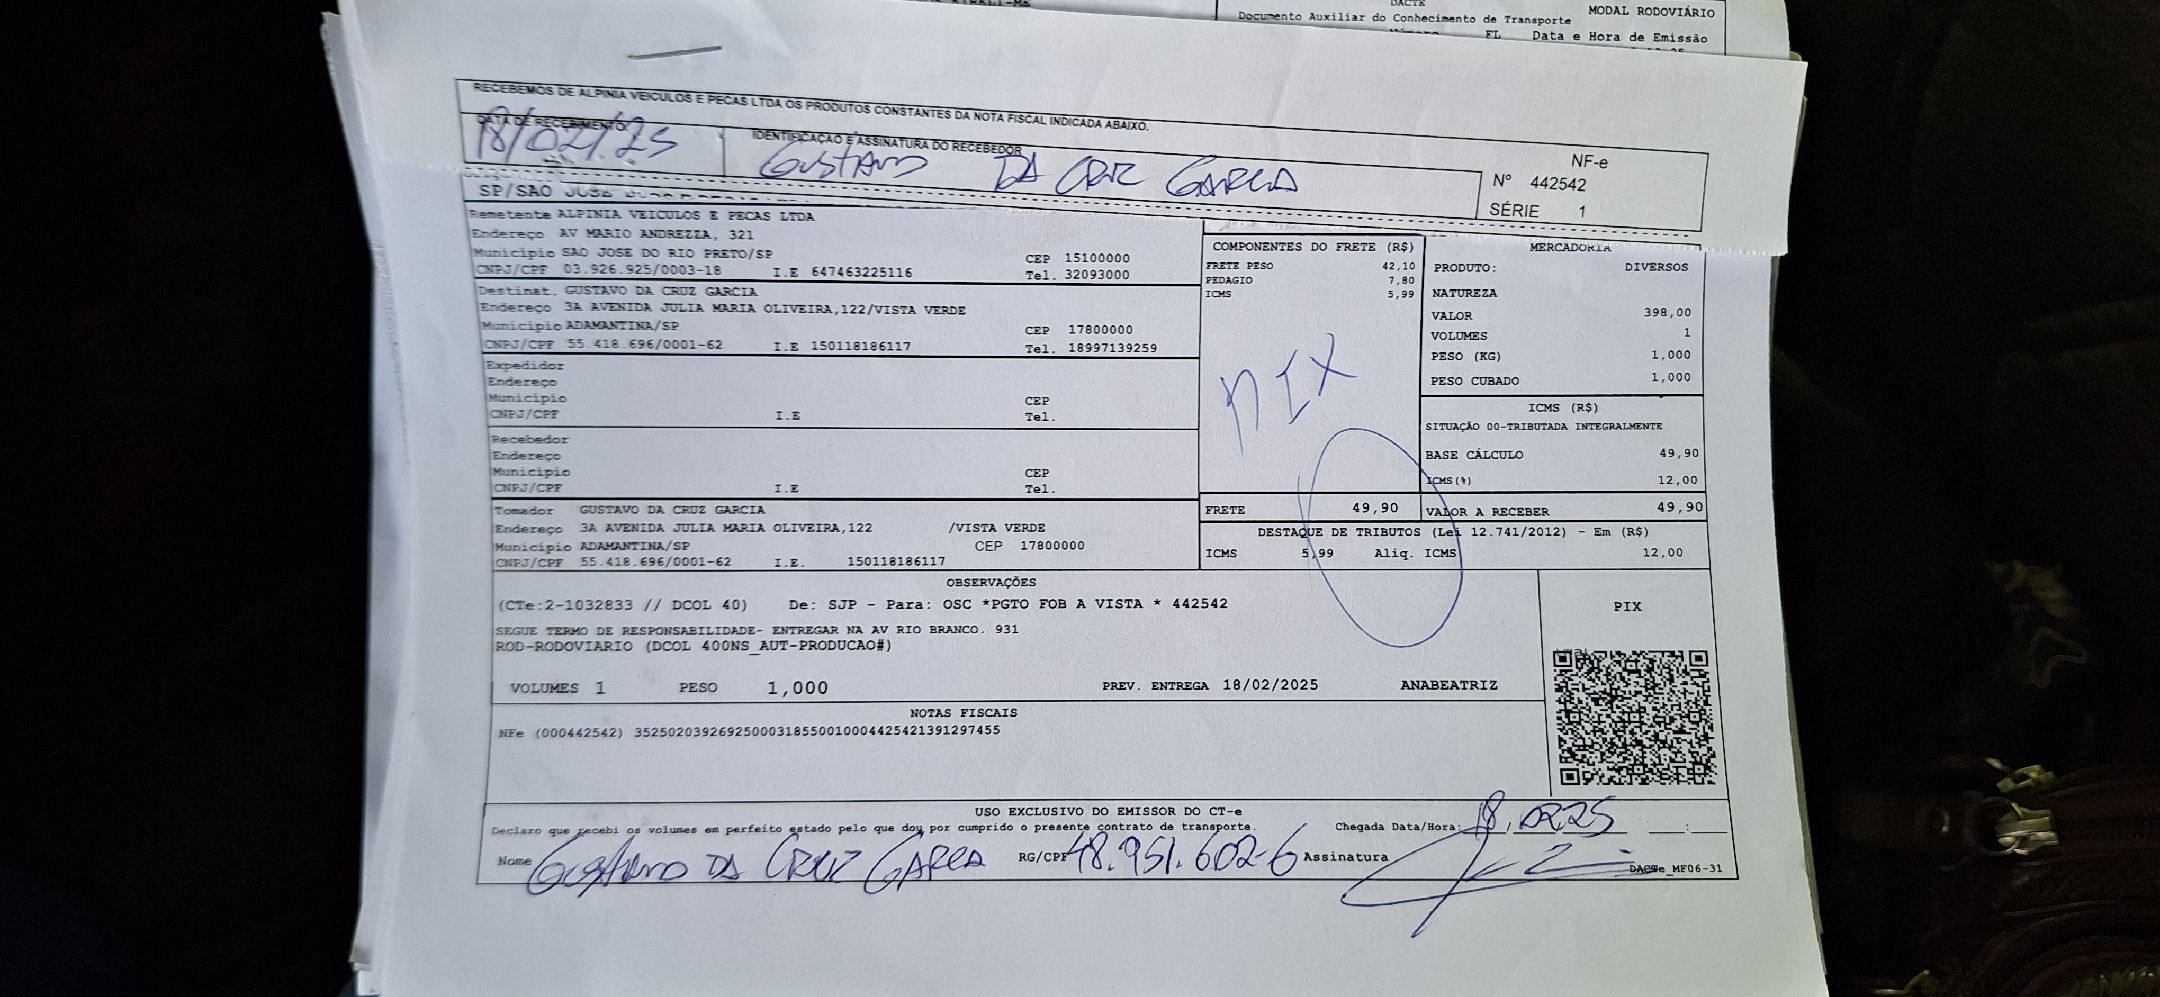 DACTE
Documento Auxiliar do Conhecimento de Transporte
MODAL RODOVIÁRIO
FL Data e Hora de Emissão
RECEBEMOS DE ALPINIA VEICULOS E PECAS LTDA OS PRODUTOS CONSTANTES DA NOTA FISCAL INDICADA ABAIXO.
DATA DE RECEBIMENTO
18/02/25
IDENTIFICAÇÃO E ASSINATURA DO RECEBEDOR
GUSTAVO DA CRUZ GARCIA
NF-e
Nº 442542
SÉRIE 1
SP/SAO JOSE
Remetente ALPINIA VEICULOS E PECAS LTDA
Endereço AV MARIO ANDREZZA, 321
Município SAO JOSE DO RIO PRETO/SP CEP 15100000
CNPJ/CPF 03.926.925/0003-18 I.E 647463225116 Tel. 32093000
Destinat. GUSTAVO DA CRUZ GARCIA
Endereço 3A AVENIDA JULIA MARIA OLIVEIRA,122/VISTA VERDE
Município ADAMANTINA/SP CEP 17800000
CNPJ/CPF 55.418.696/0001-62 I.E 150118186117 Tel. 18997139259
Expedidor
Endereço
Município CEP
CNPJ/CPF I.E Tel.
Recebedor
Endereço
Município CEP
CNPJ/CPF I.E Tel.
Tomador GUSTAVO DA CRUZ GARCIA
Endereço 3A AVENIDA JULIA MARIA OLIVEIRA,122 /VISTA VERDE
Município ADAMANTINA/SP CEP 17800000
CNPJ/CPF 55.418.696/0001-62 I.E. 150118186117
COMPONENTES DO FRETE (R$)
FRETE PESO 42,10
PEDAGIO 7,80
ICMS 5,99
PIX
FRETE 49,90
MERCADORIA
PRODUTO: DIVERSOS
NATUREZA
VALOR 398,00
VOLUMES 1
PESO (KG) 1,000
PESO CUBADO 1,000
ICMS (R$)
SITUAÇÃO 00-TRIBUTADA INTEGRALMENTE
BASE CÁLCULO 49,90
ICMS(%) 12,00
VALOR A RECEBER 49,90
DESTAQUE DE TRIBUTOS (Lei 12.741/2012) - Em (R$)
ICMS 5,99 Aliq. ICMS 12,00
OBSERVAÇÕES
(CTe:2-1032833 // DCOL 40) De: SJP - Para: OSC *PGTO FOB A VISTA * 442542
SEGUE TERMO DE RESPONSABILIDADE- ENTREGAR NA AV RIO BRANCO. 931
ROD-RODOVIARIO (DCOL 400NS_AUT-PRODUCAO#)
VOLUMES 1 PESO 1,000 PREV. ENTREGA 18/02/2025 ANABEATRIZ
PIX
NOTAS FISCAIS
NFe (000442542) 35250203926925000318550010004425421391297455
USO EXCLUSIVO DO EMISSOR DO CT-e
Declaro que recebi os volumes em perfeito estado pelo que dou por cumprido o presente contrato de transporte. Chegada Data/Hora: 18/02/25 __:__
Nome GUSTAVO DA CRUZ GARCIA RG/CPF 48.951.602-6 Assinatura
DACTe_MF06-31